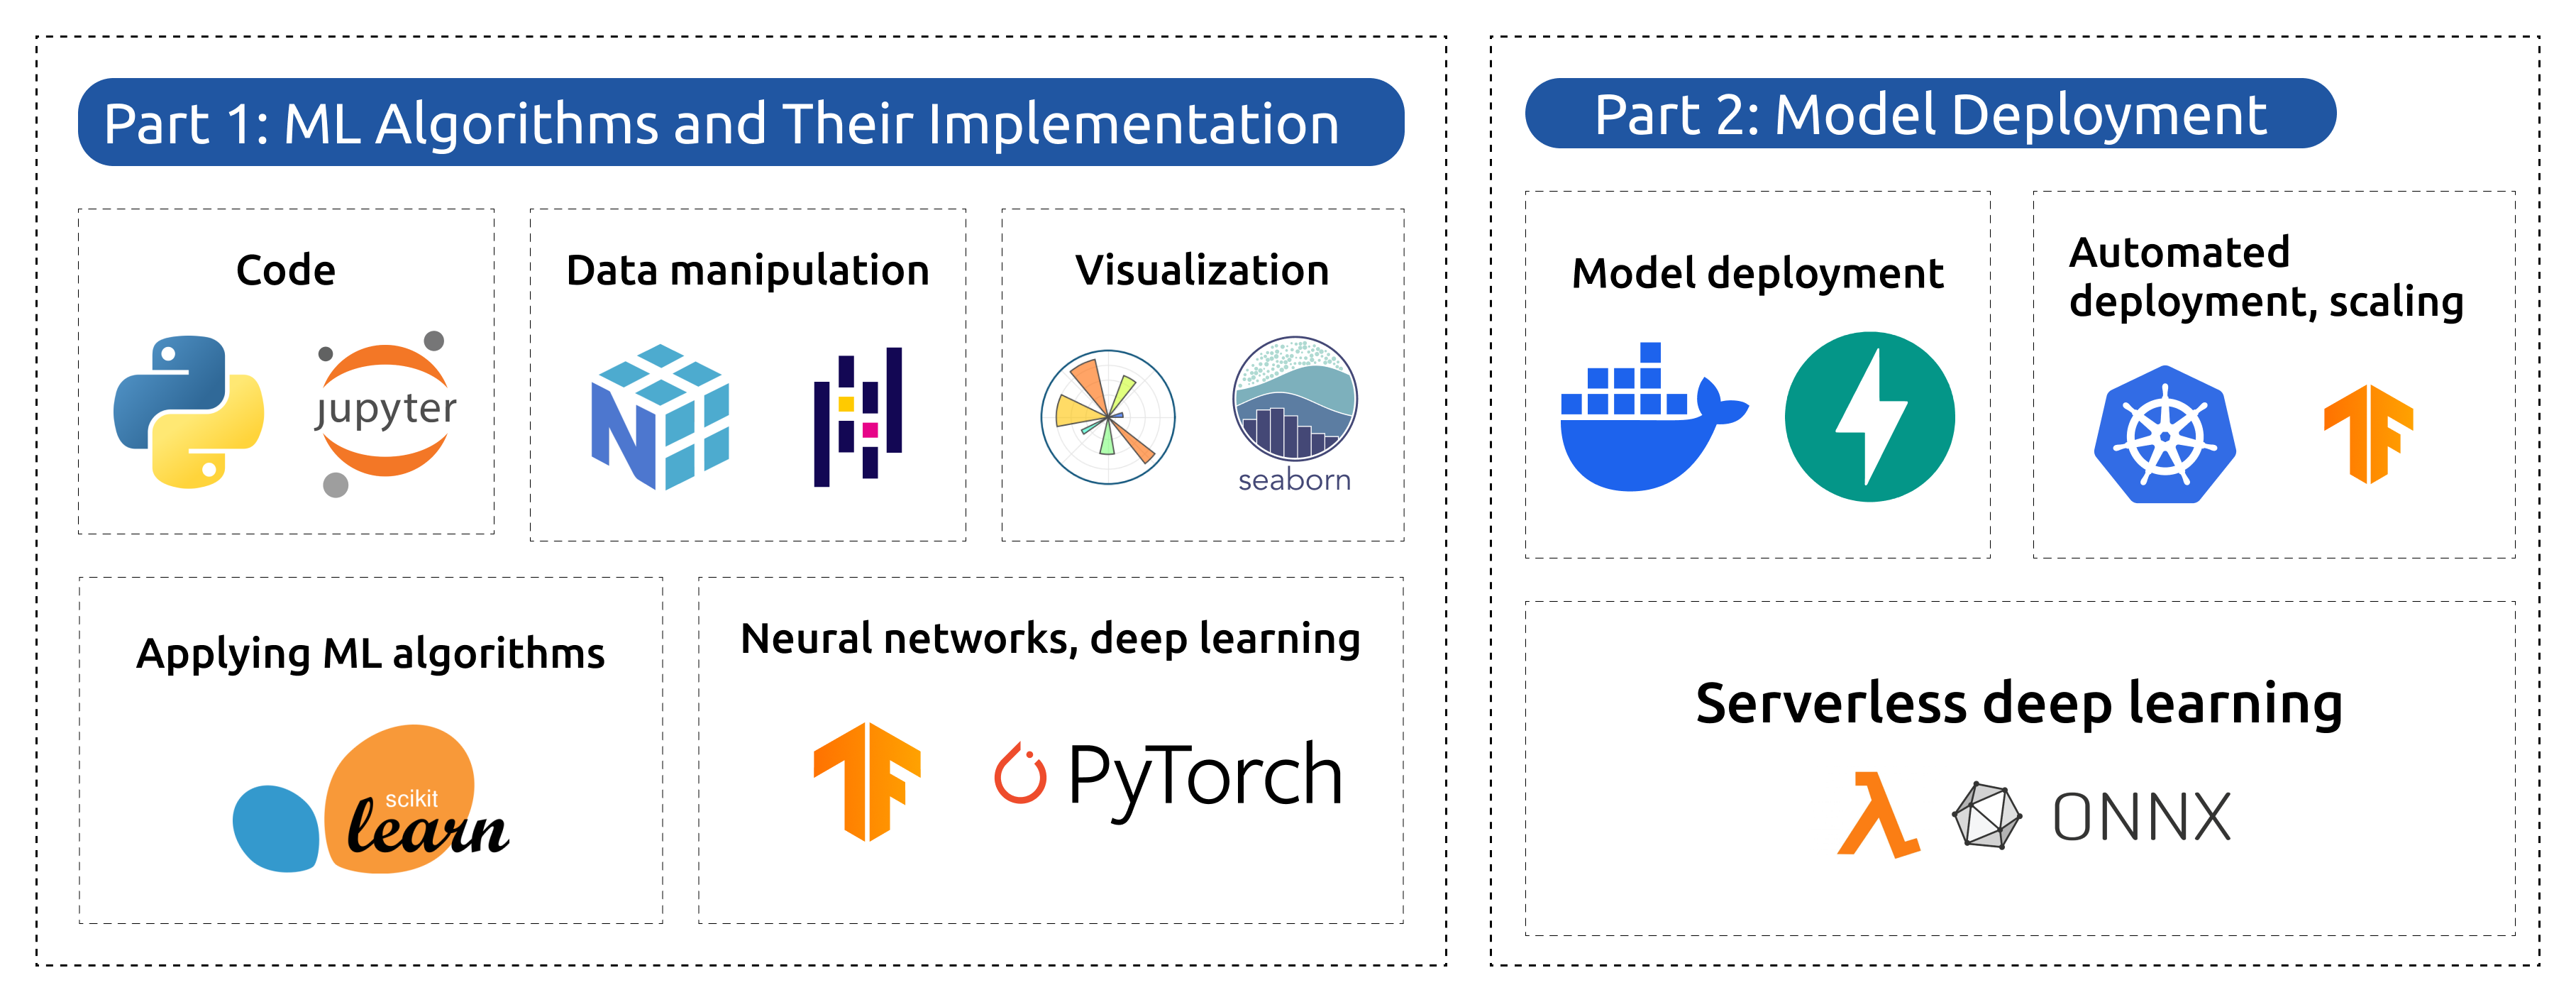 Part 1: ML Algorithms and Their Implementation
Code
jupyter
Data manipulation
N
Visualization
seaborn
Applying ML algorithms
scikit
learn
Neural networks, deep learning
PyTorch
Part 2: Model Deployment
Model deployment
Automated
deployment, scaling
Serverless deep learning
λ ONNX